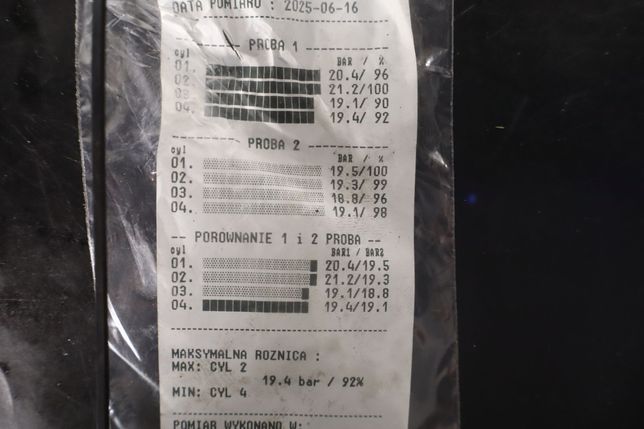 DATA POMIARU : 2025-06-16
-------- PROBA 1 --------
cyl BAR / %
01. 20.4/ 96
02. 21.2/100
03. 19.1/ 90
04. 19.4/ 92
-------- PROBA 2 --------
cyl BAR / %
01. 19.5/100
02. 19.3/ 99
03. 18.8/ 96
04. 19.1/ 98
-- PORÓWNANIE 1 i 2 PROBA --
cyl BAR1 / BAR2
01. 20.4/19.5
02. 21.2/19.3
03. 19.1/18.8
04. 19.4/19.1
MAKSYMALNA ROZNICA :
MAX: CYL 2
19.4 bar / 92%
MIN: CYL 4
POMIAR WYKONANO W: